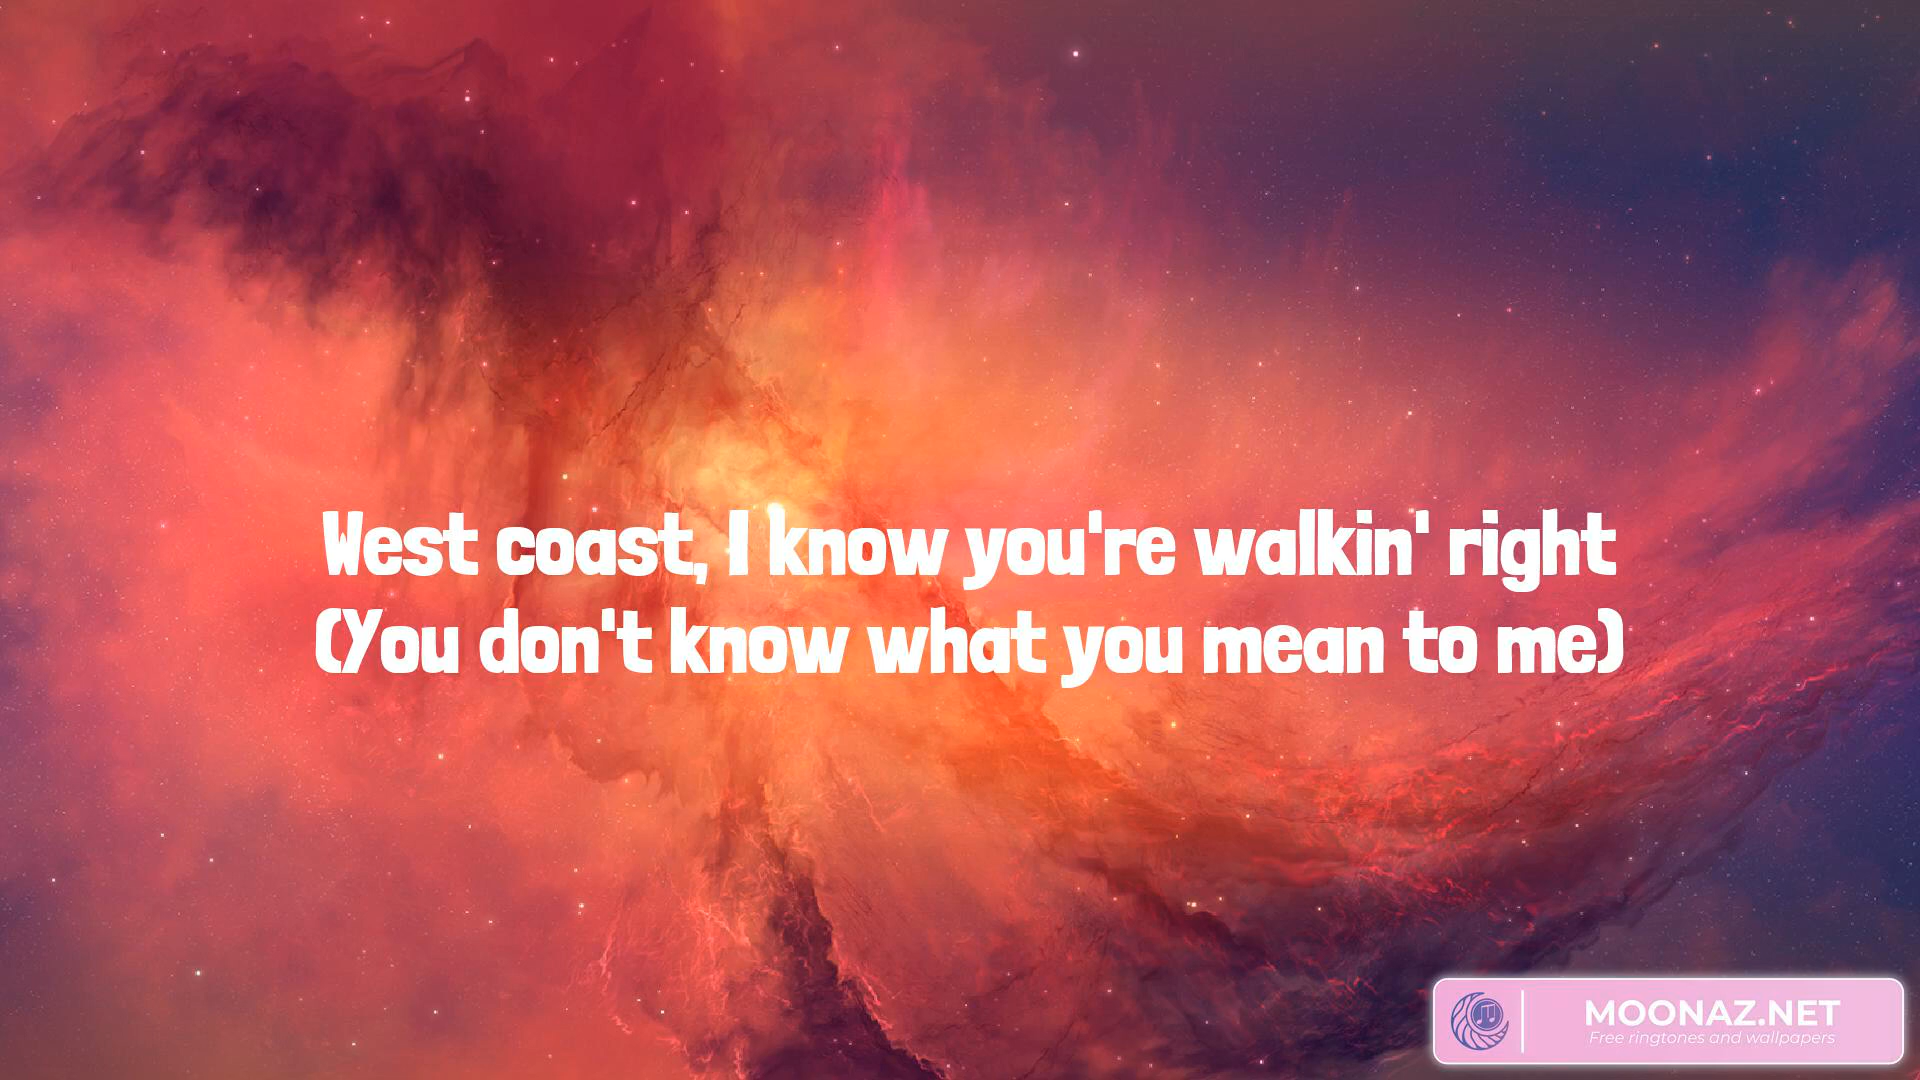 West coast, I know you're walkin' right
(You don't know what you mean to me)
MOONAZ.NET
Free ringtones and wallpapers